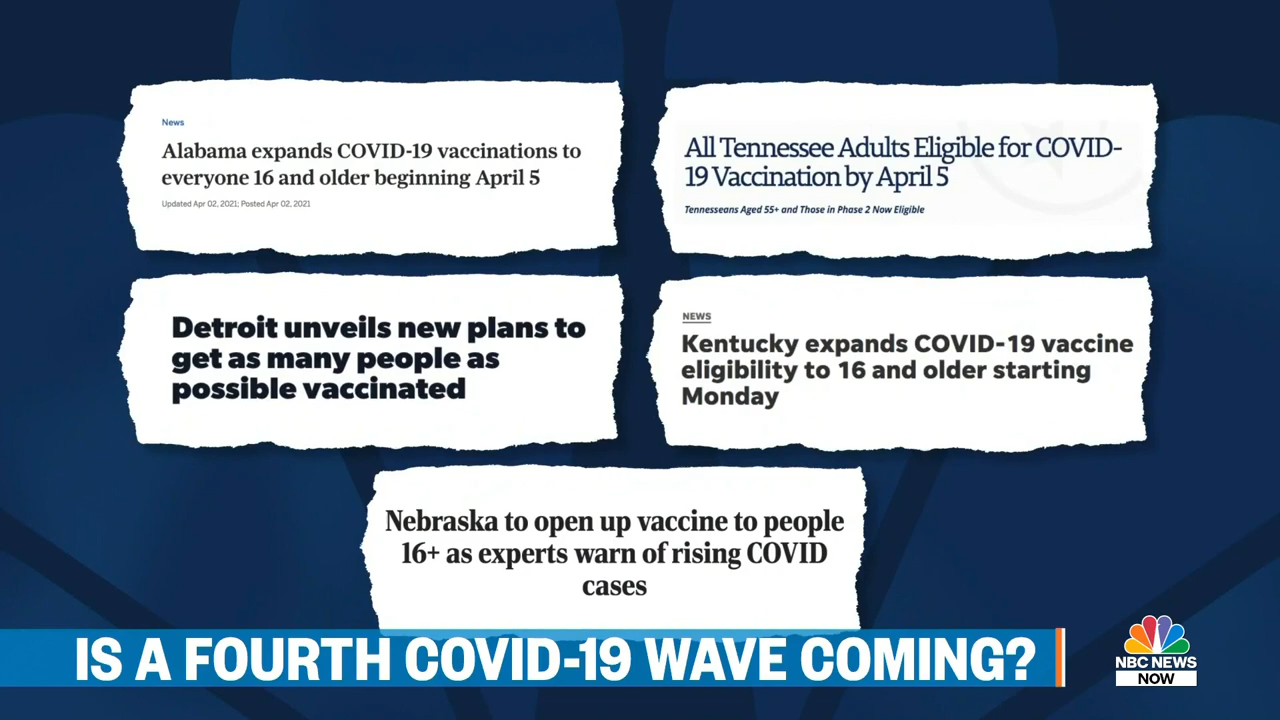 News
Alabama expands COVID-19 vaccinations to
everyone 16 and older beginning April 5
Updated Apr 02, 2021; Posted Apr 02, 2021
All Tennessee Adults Eligible for COVID-
19 Vaccination by April 5
Tennesseans Aged 55+ and Those in Phase 2 Now Eligible
Detroit unveils new plans to
get as many people as
possible vaccinated
NEWS
Kentucky expands COVID-19 vaccine
eligibility to 16 and older starting
Monday
Nebraska to open up vaccine to people
16+ as experts warn of rising COVID
cases
IS A FOURTH COVID-19 WAVE COMING?
NBC NEWS
NOW